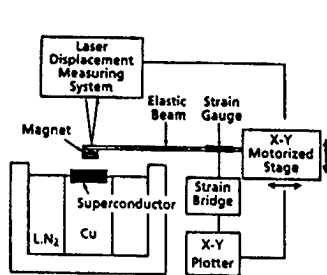 Laser
Displacement
Measuring
System
Elastic
Beam
Strain
Gauge
Magnet
X-Y
Motorized
Stage
Superconductor
L.N₂
Cu
Strain
Bridge
X-Y
Plotter